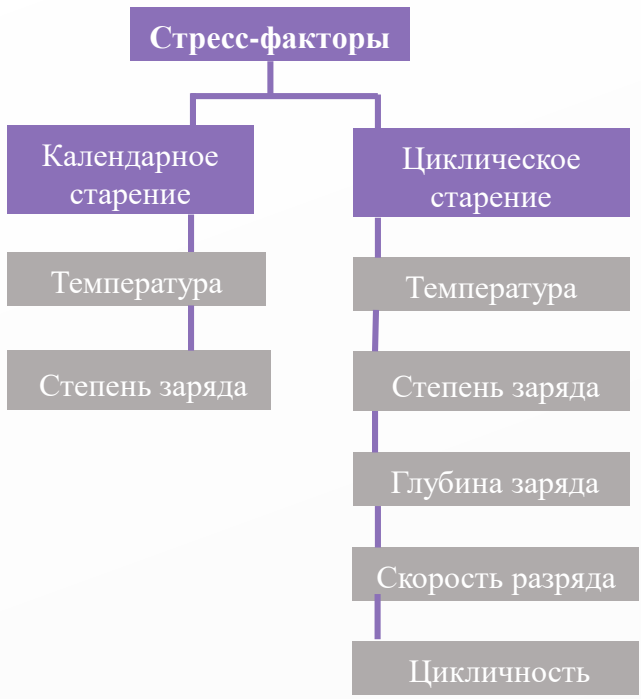 Стресс-факторы
Календарное
старение
Температура
Степень заряда
Циклическое
старение
Температура
Степень заряда
Глубина заряда
Скорость разряда
Цикличность